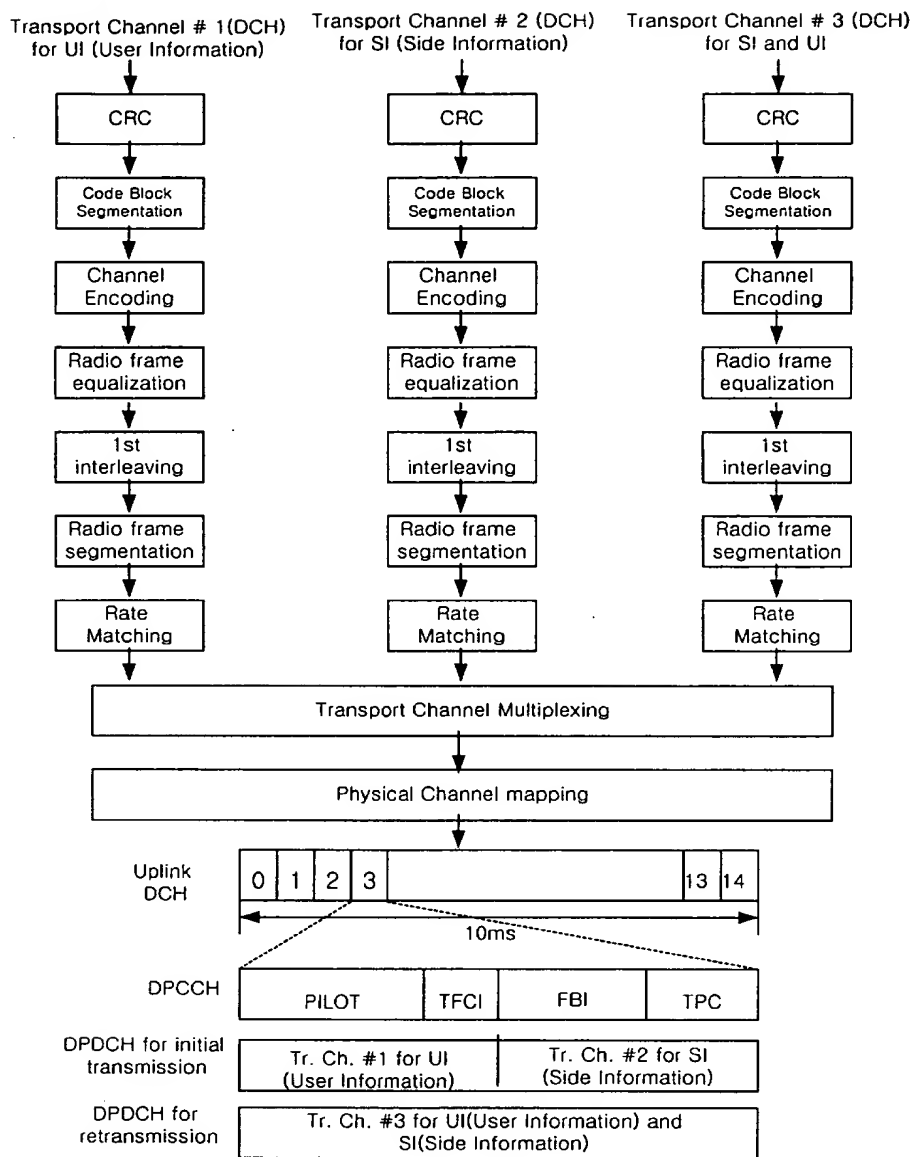 Transport Channel # 1(DCH)
for UI (User Information)
Transport Channel # 2 (DCH)
for SI (Side Information)
Transport Channel # 3 (DCH)
for SI and UI
CRC
CRC
CRC
Code Block
Segmentation
Code Block
Segmentation
Code Block
Segmentation
Channel
Encoding
Channel
Encoding
Channel
Encoding
Radio frame
equalization
Radio frame
equalization
Radio frame
equalization
1st
interleaving
1st
interleaving
1st
interleaving
Radio frame
segmentation
Radio frame
segmentation
Radio frame
segmentation
Rate
Matching
Rate
Matching
Rate
Matching
Transport Channel Multiplexing
Physical Channel mapping
Uplink
DCH
0 1 2 3 13 14
10ms
DPCCH
PILOT TFCI FBI TPC
DPDCH for initial
transmission
Tr. Ch. #1 for UI
(User Information)
Tr. Ch. #2 for SI
(Side Information)
DPDCH for
retransmission
Tr. Ch. #3 for UI(User Information) and
SI(Side Information)